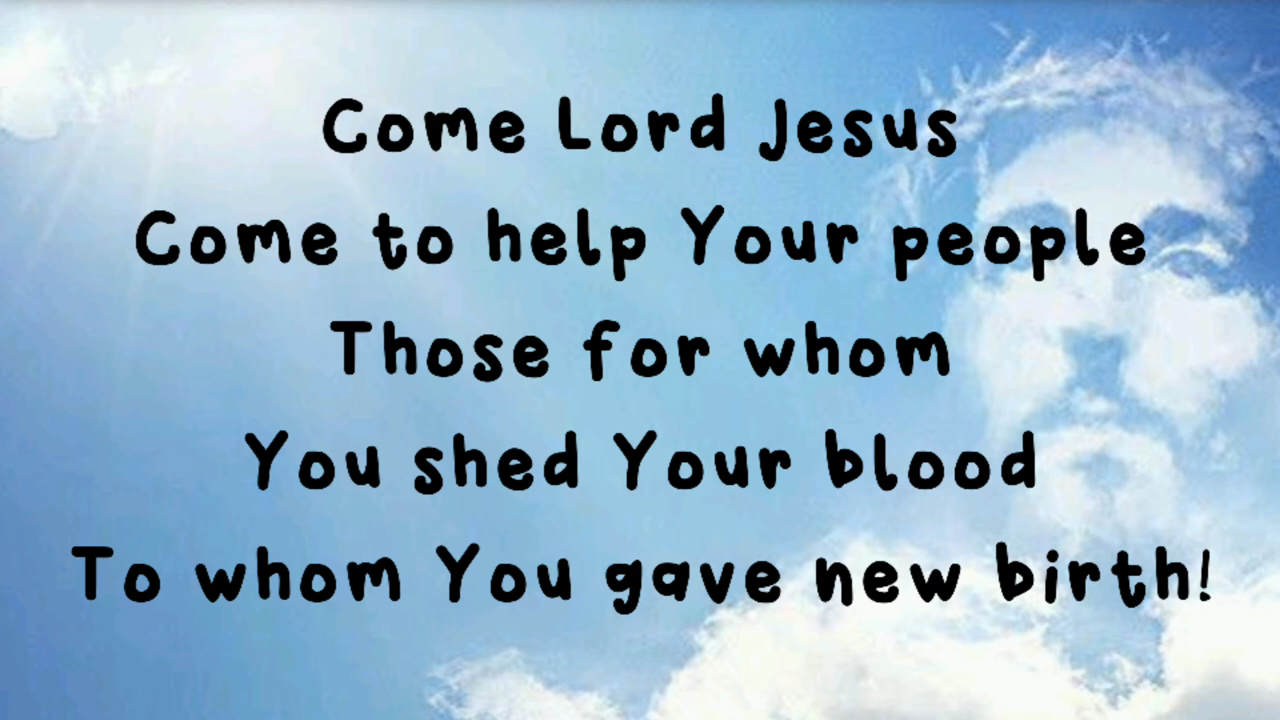 Come Lord Jesus
Come to help Your people
Those for whom
You shed Your blood
To whom You gave new birth!